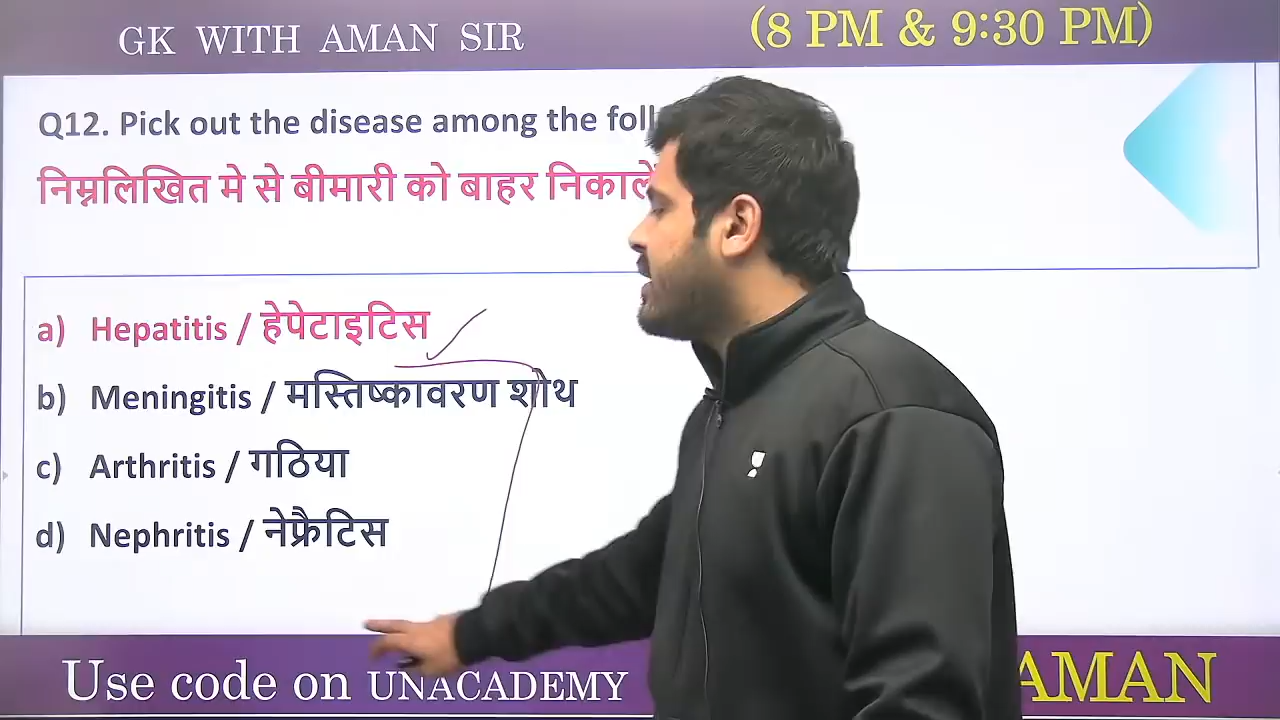 GK WITH AMAN SIR
(8 PM & 9:30 PM)
Q12. Pick out the disease among the
निम्नलिखित मे से बीमारी को बाहर निकालें
a) Hepatitis / हेपेटाइटिस
b) Meningitis / मस्तिष्कावरण शोथ
c) Arthritis / गठिया
d) Nephritis / नेफ्रैटिस
Use code on UNACADEMY
AMAN